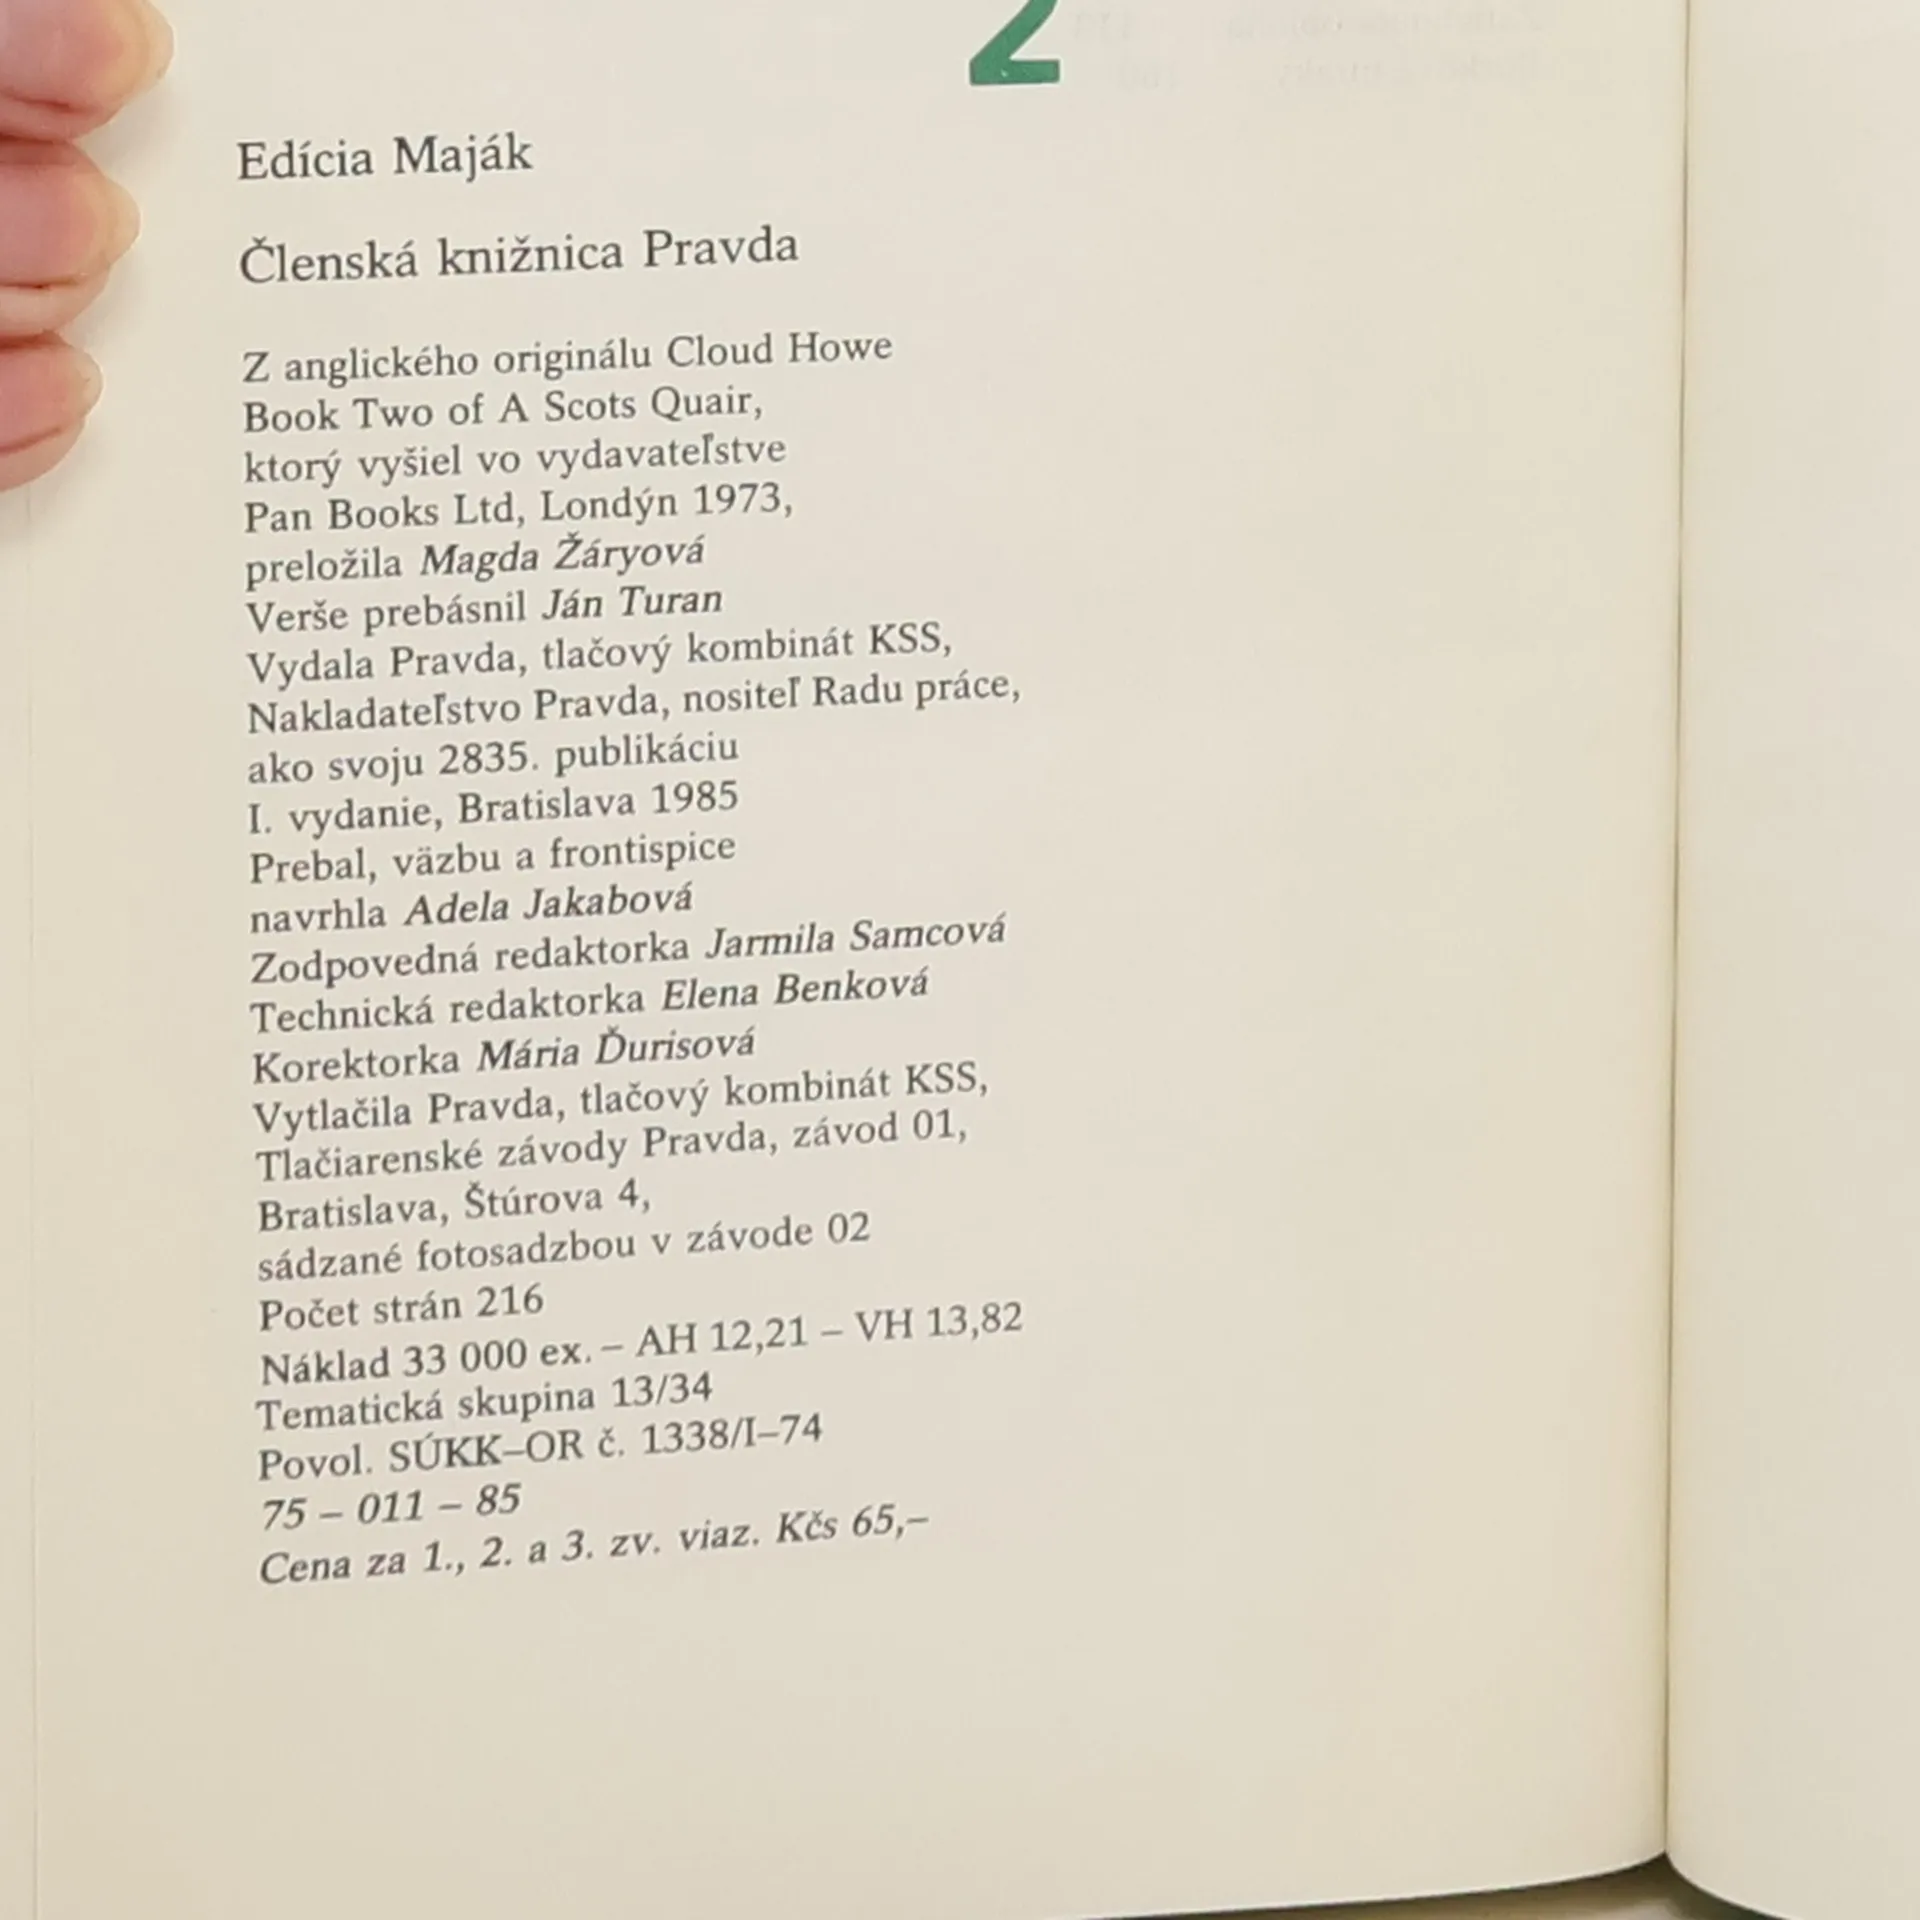 2
Edícia Maják
Členská knižnica Pravda
Z anglického originálu Cloud Howe
Book Two of A Scots Quair,
ktorý vyšiel vo vydavateľstve
Pan Books Ltd, Londýn 1973,
preložila Magda Žáryová
Verše prebásnil Ján Turan
Vydala Pravda, tlačový kombinát KSS,
Nakladateľstvo Pravda, nositeľ Radu práce,
ako svoju 2835. publikáciu
I. vydanie, Bratislava 1985
Prebal, väzbu a frontispice
navrhla Adela Jakabová
Zodpovedná redaktorka Jarmila Samcová
Technická redaktorka Elena Benková
Korektorka Mária Ďurisová
Vytlačila Pravda, tlačový kombinát KSS,
Tlačiarenské závody Pravda, závod 01,
Bratislava, Štúrova 4,
sádzané fotosadzbou v závode 02
Počet strán 216
Náklad 33 000 ex. – AH 12,21 – VH 13,82
Tematická skupina 13/34
Povol. SÚKK–OR č. 1338/I–74
75 – 011 – 85
Cena za 1., 2. a 3. zv. viaz. Kčs 65,–